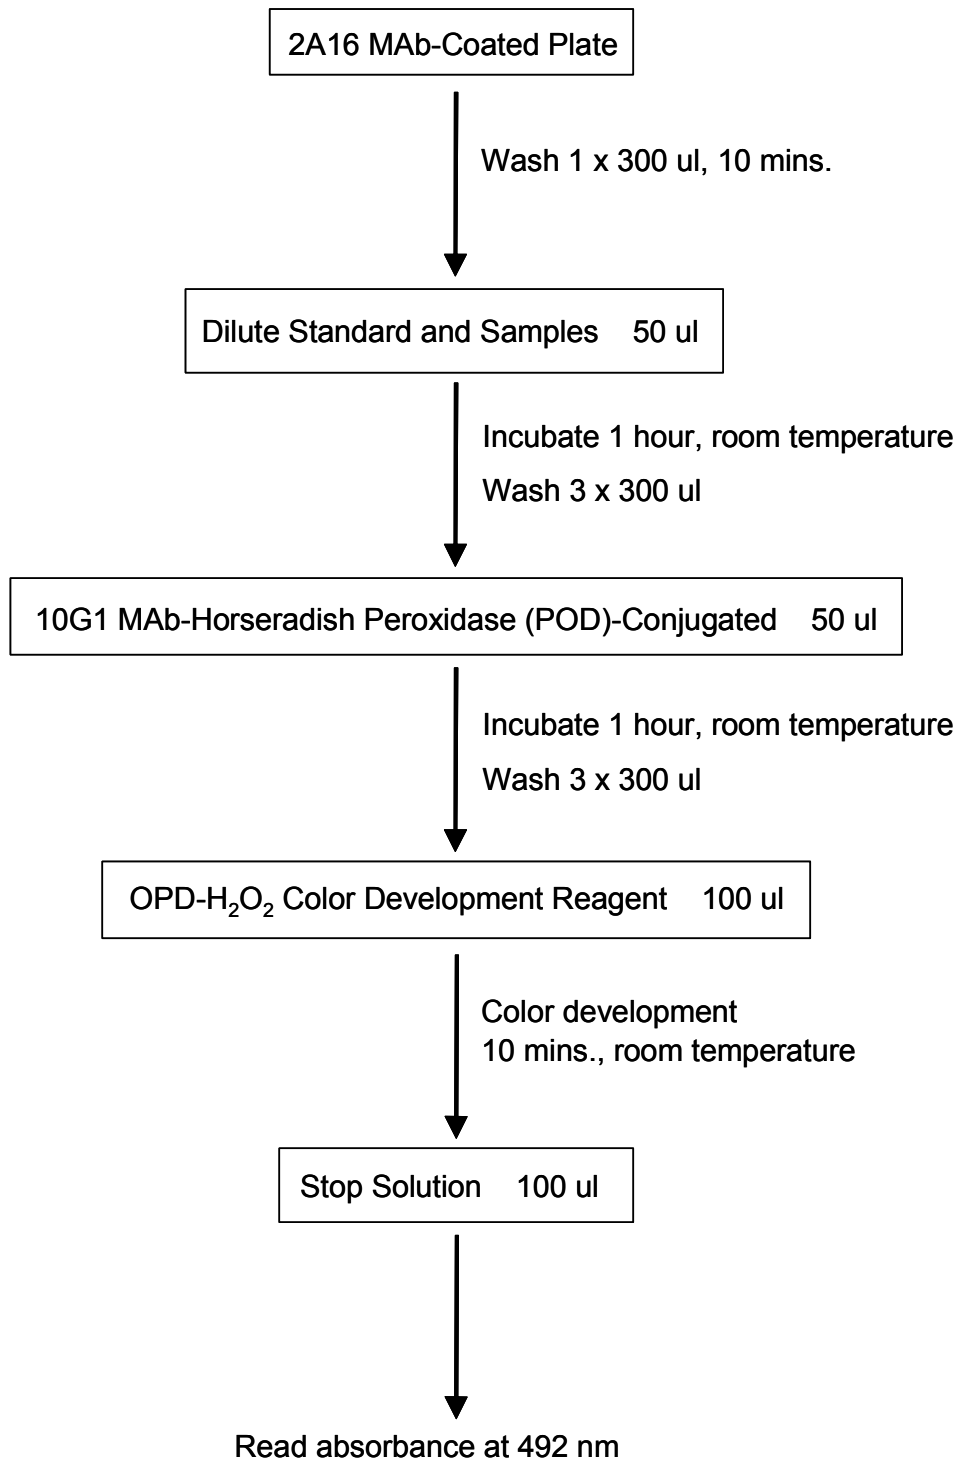 2A16 MAb-Coated Plate
Wash 1 x 300 ul, 10 mins.
Dilute Standard and Samples 50 ul
Incubate 1 hour, room temperature
Wash 3 x 300 ul
10G1 MAb-Horseradish Peroxidase (POD)-Conjugated 50 ul
Incubate 1 hour, room temperature
Wash 3 x 300 ul
OPD-H₂O₂ Color Development Reagent 100 ul
Color development
10 mins., room temperature
Stop Solution 100 ul
Read absorbance at 492 nm